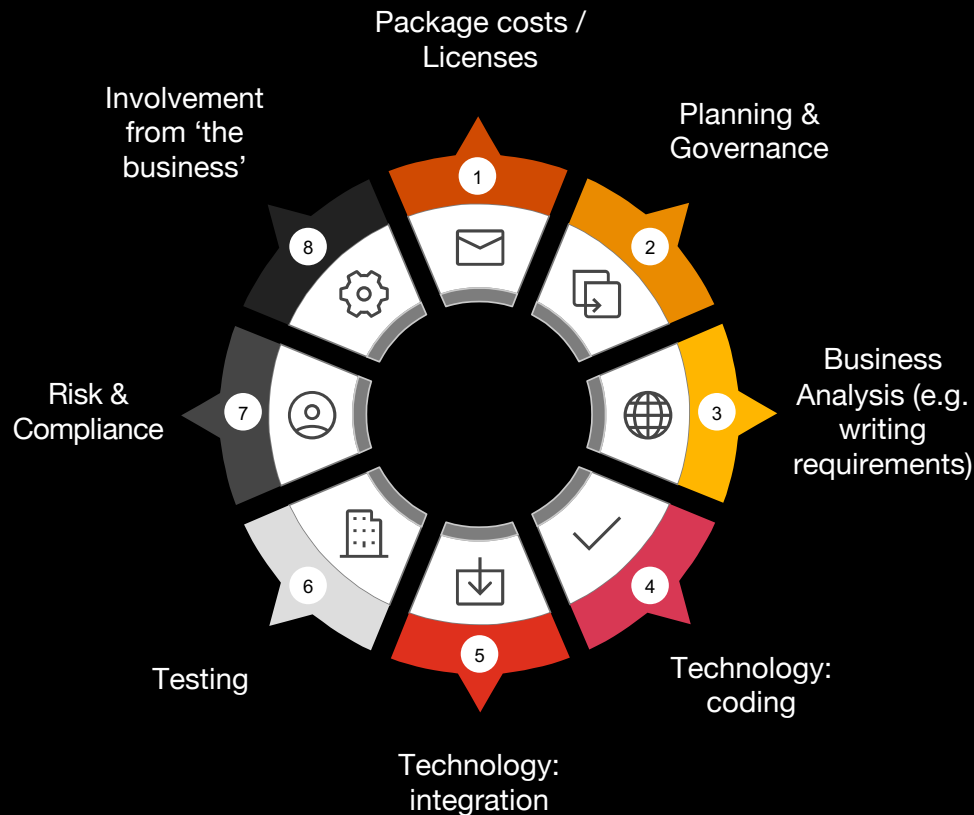 Package costs /
Licenses
1
Planning &
Governance
2
Business
Analysis (e.g.
writing
requirements)
3
Technology:
coding
4
Technology:
integration
5
Testing
6
Risk &
Compliance
7
Involvement
from ‘the
business’
8